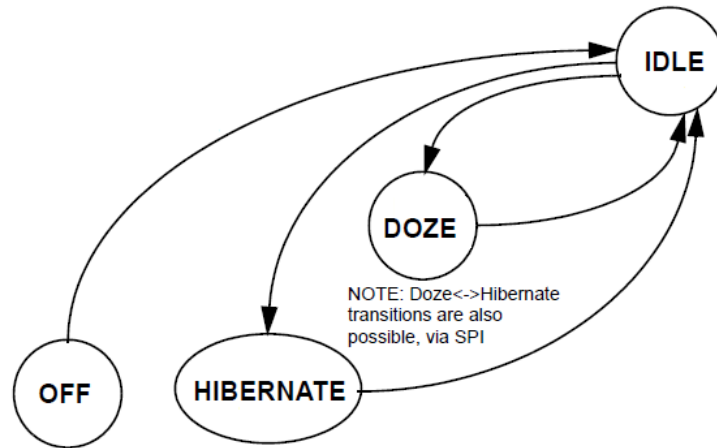 IDLE
DOZE
NOTE: Doze<->Hibernate
transitions are also
possible, via SPI
OFF
HIBERNATE